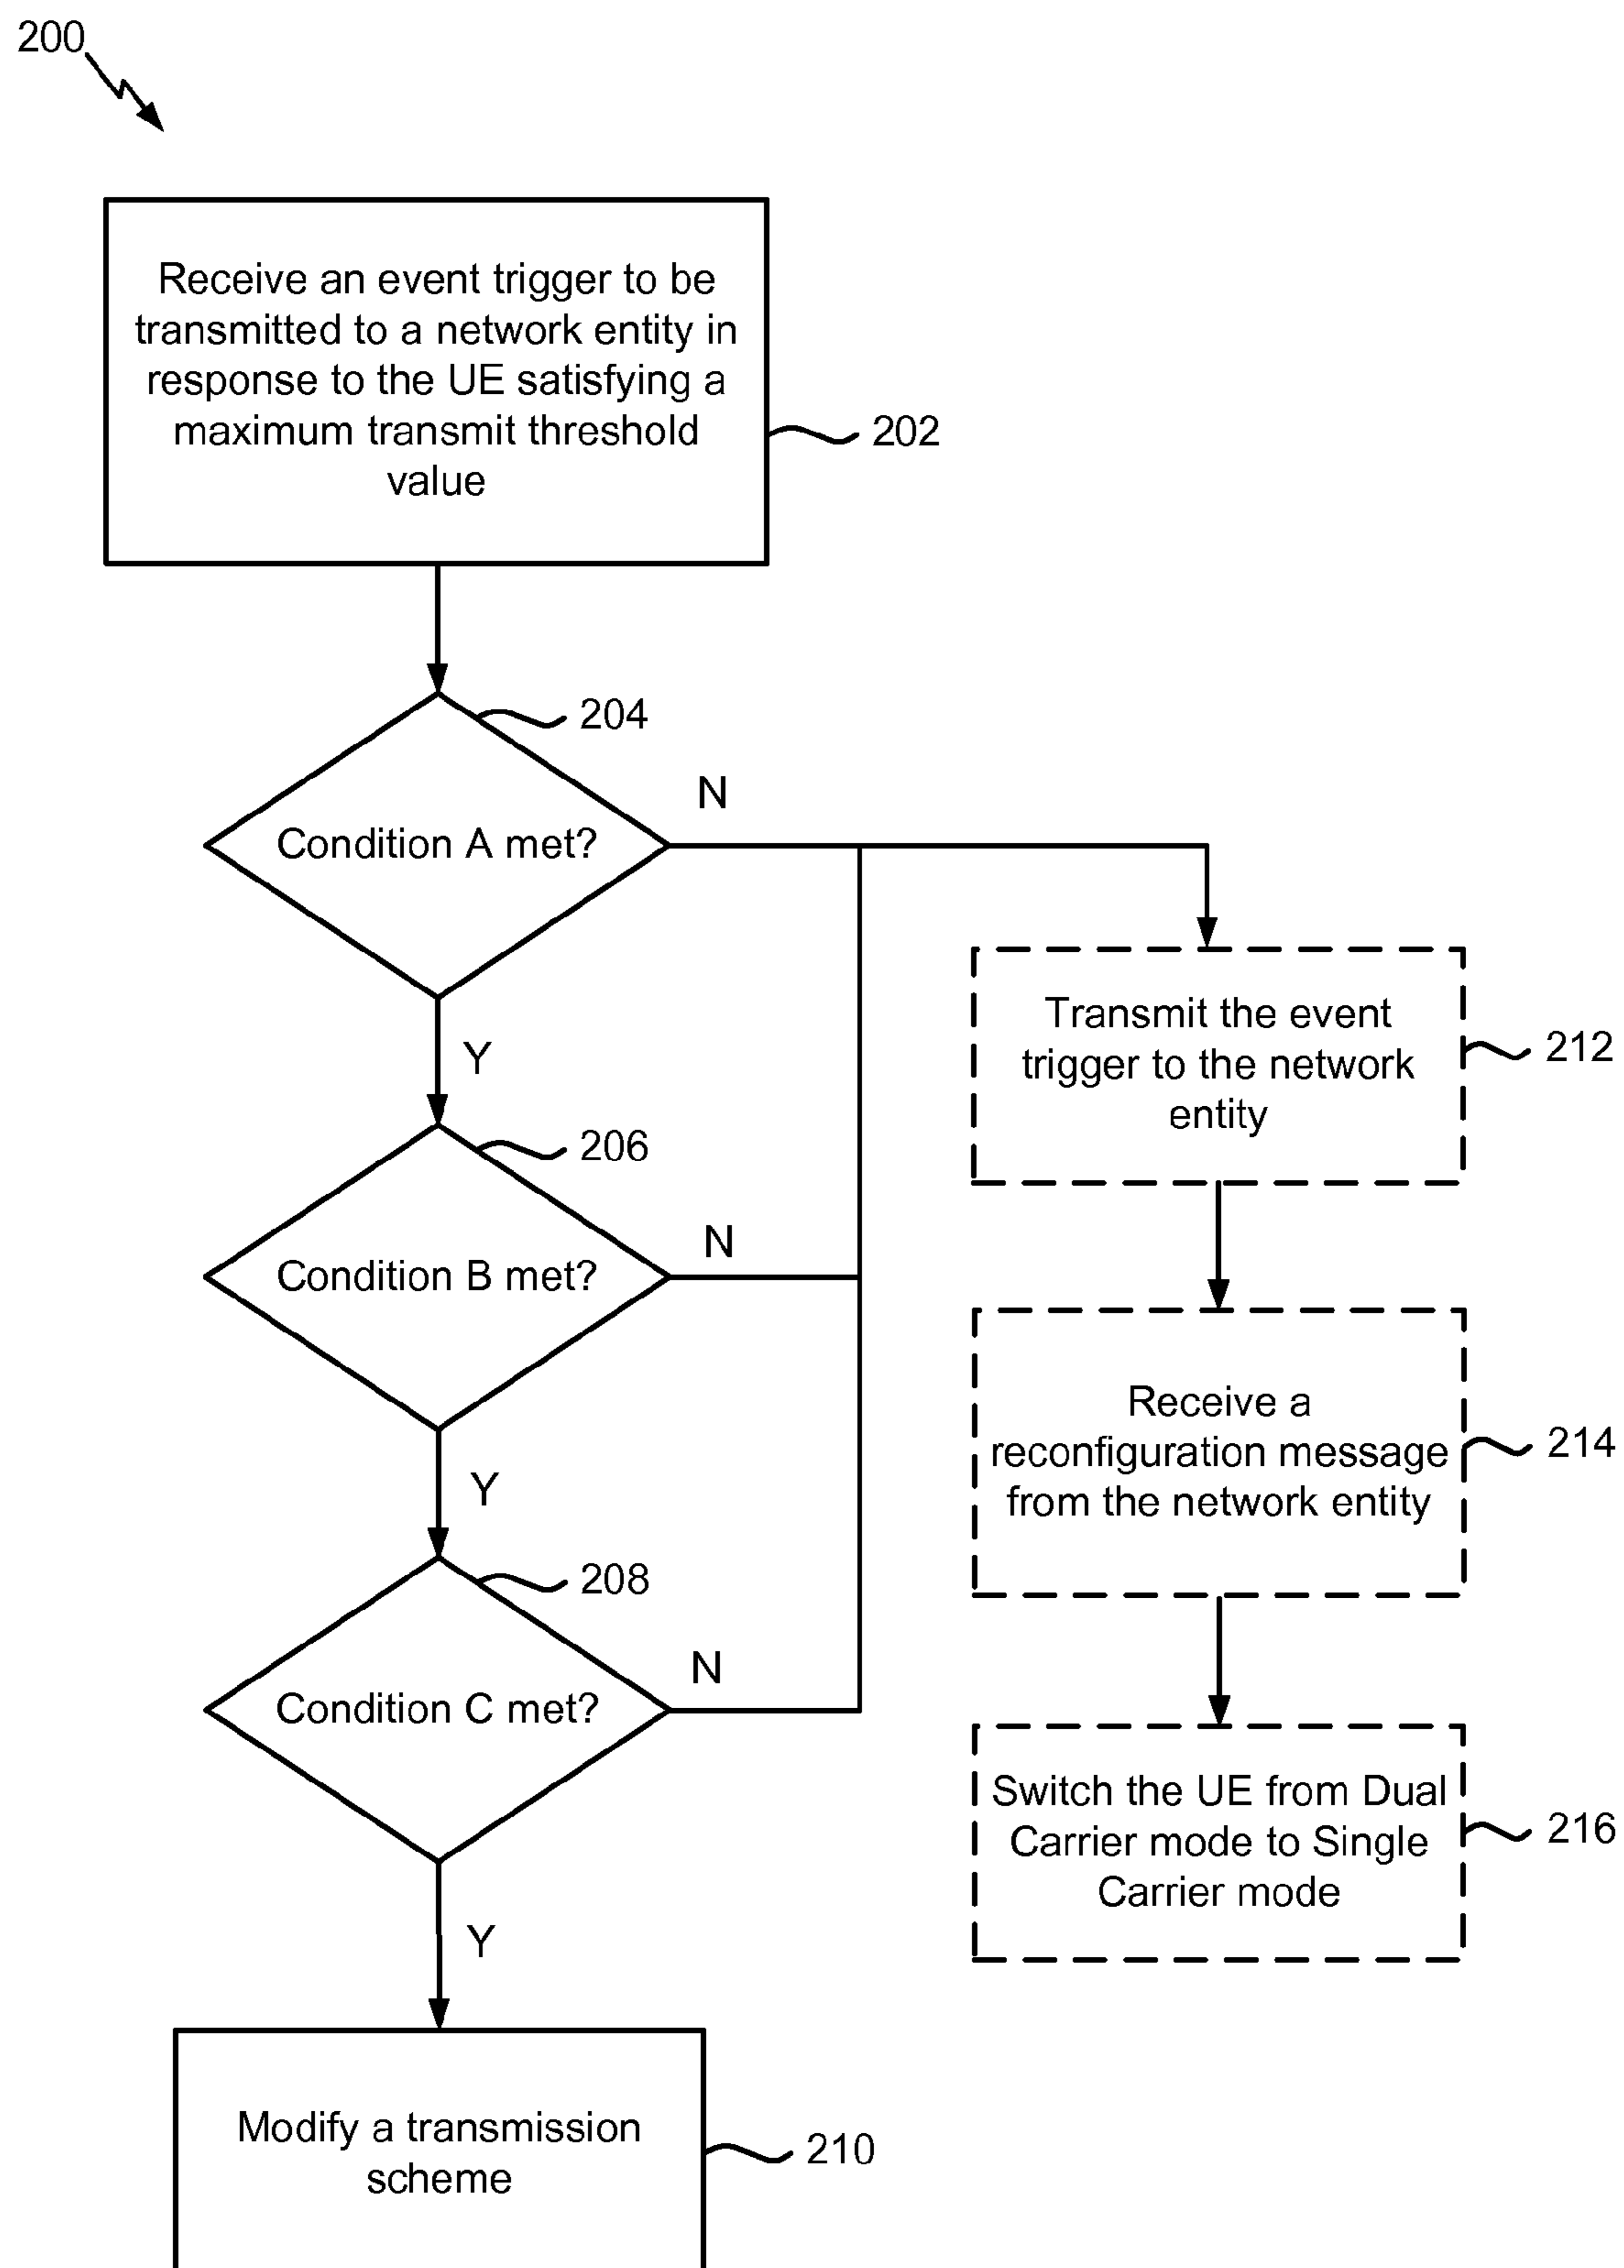 200
Receive an event trigger to be
transmitted to a network entity in
response to the UE satisfying a
maximum transmit threshold
value
202
204
Condition A met?
N
Y
206
Condition B met?
N
Y
208
Condition C met?
N
Y
Modify a transmission
scheme
210
Transmit the event
trigger to the network
entity
212
Receive a
reconfiguration message
from the network entity
214
Switch the UE from Dual
Carrier mode to Single
Carrier mode
216